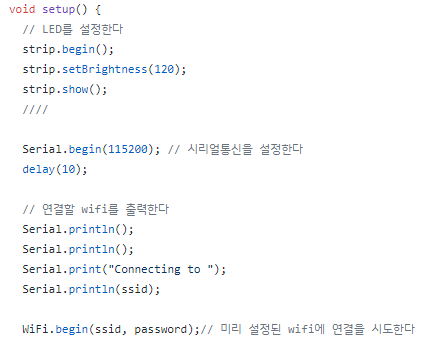 void setup() {
  // LED를 설정한다
  strip.begin();
  strip.setBrightness(120);
  strip.show();
  ////
  Serial.begin(115200); // 시리얼통신을 설정한다
  delay(10);
  // 연결할 wifi를 출력한다
  Serial.println();
  Serial.println();
  Serial.print("Connecting to ");
  Serial.println(ssid);
  WiFi.begin(ssid, password);// 미리 설정된 wifi에 연결을 시도한다